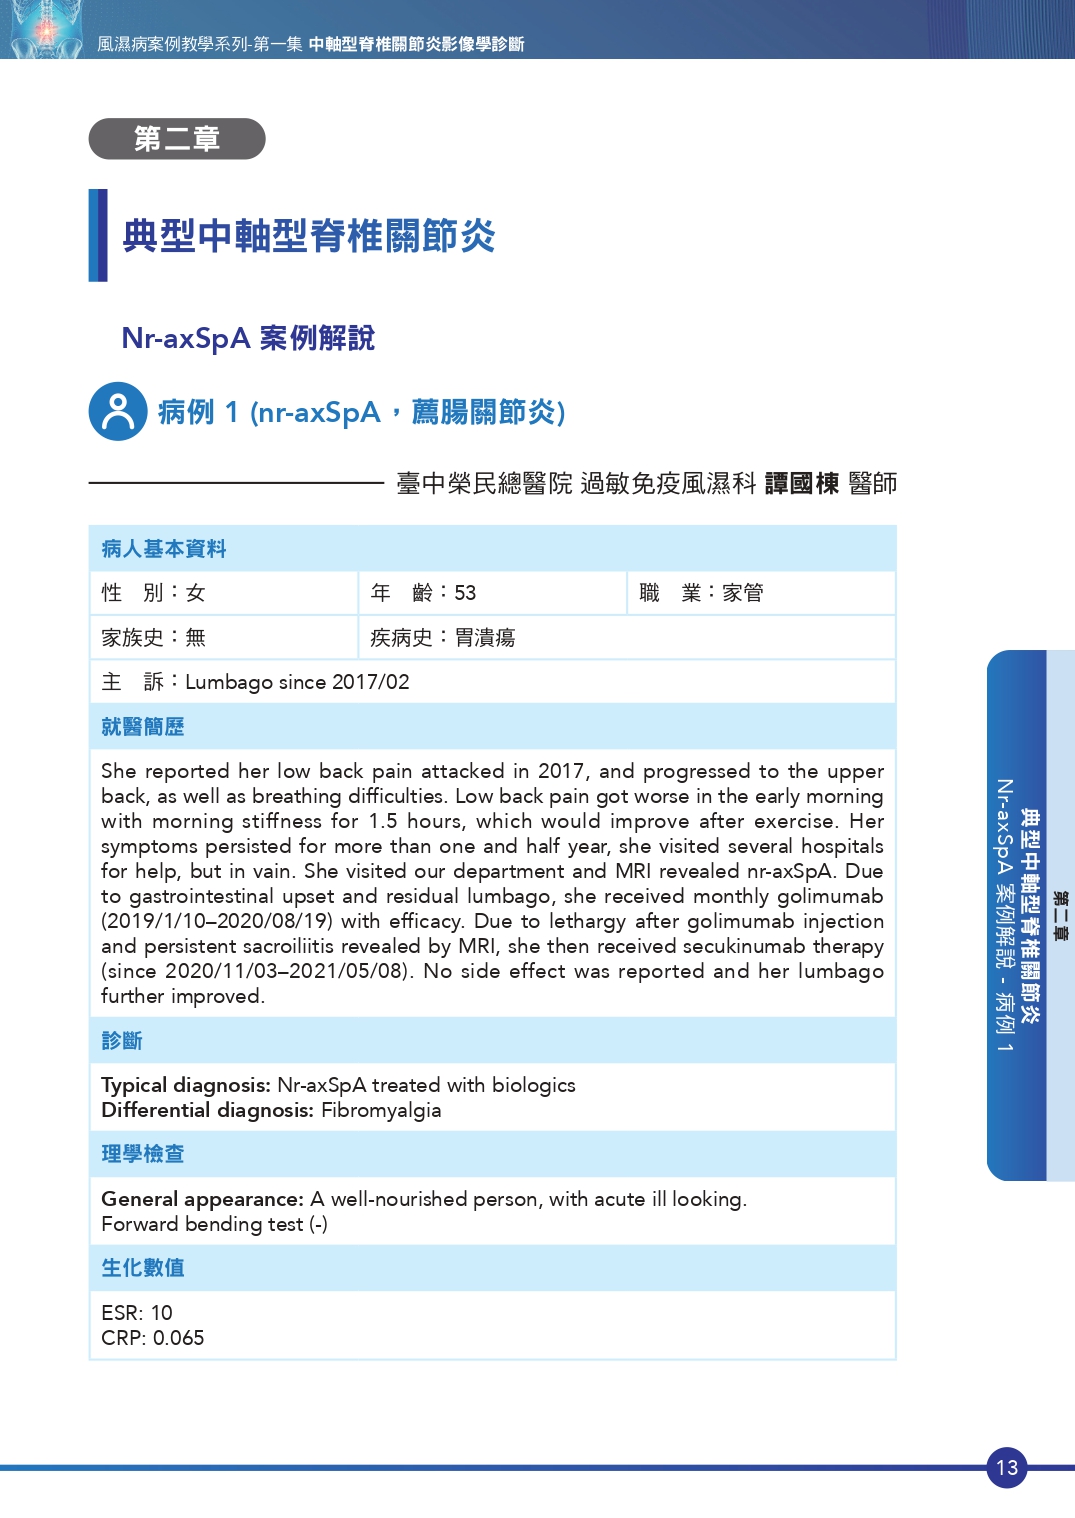 風濕病案例教學系列-第一集 中軸型脊椎關節炎影像學診斷
第二章
典型中軸型脊椎關節炎
Nr-axSpA 案例解說
病例 1 (nr-axSpA，薦腸關節炎)
臺中榮民總醫院 過敏免疫風濕科 譚國棟 醫師
病人基本資料
性　別：女
年　齡：53
職　業：家管
家族史：無
疾病史：胃潰瘍
主　訴：Lumbago since 2017/02
就醫簡歷
She reported her low back pain attacked in 2017, and progressed to the upper
back, as well as breathing difficulties. Low back pain got worse in the early morning
with morning stiffness for 1.5 hours, which would improve after exercise. Her
symptoms persisted for more than one and half year, she visited several hospitals
for help, but in vain. She visited our department and MRI revealed nr-axSpA. Due
to gastrointestinal upset and residual lumbago, she received monthly golimumab
(2019/1/10–2020/08/19) with efficacy. Due to lethargy after golimumab injection
and persistent sacroiliitis revealed by MRI, she then received secukinumab therapy
(since 2020/11/03–2021/05/08). No side effect was reported and her lumbago
further improved.
診斷
Typical diagnosis: Nr-axSpA treated with biologics
Differential diagnosis: Fibromyalgia
理學檢查
General appearance: A well-nourished person, with acute ill looking.
Forward bending test (-)
生化數值
ESR: 10
CRP: 0.065
第二章
典型中軸型脊椎關節炎
Nr-axSpA 案例解說 - 病例 1
13